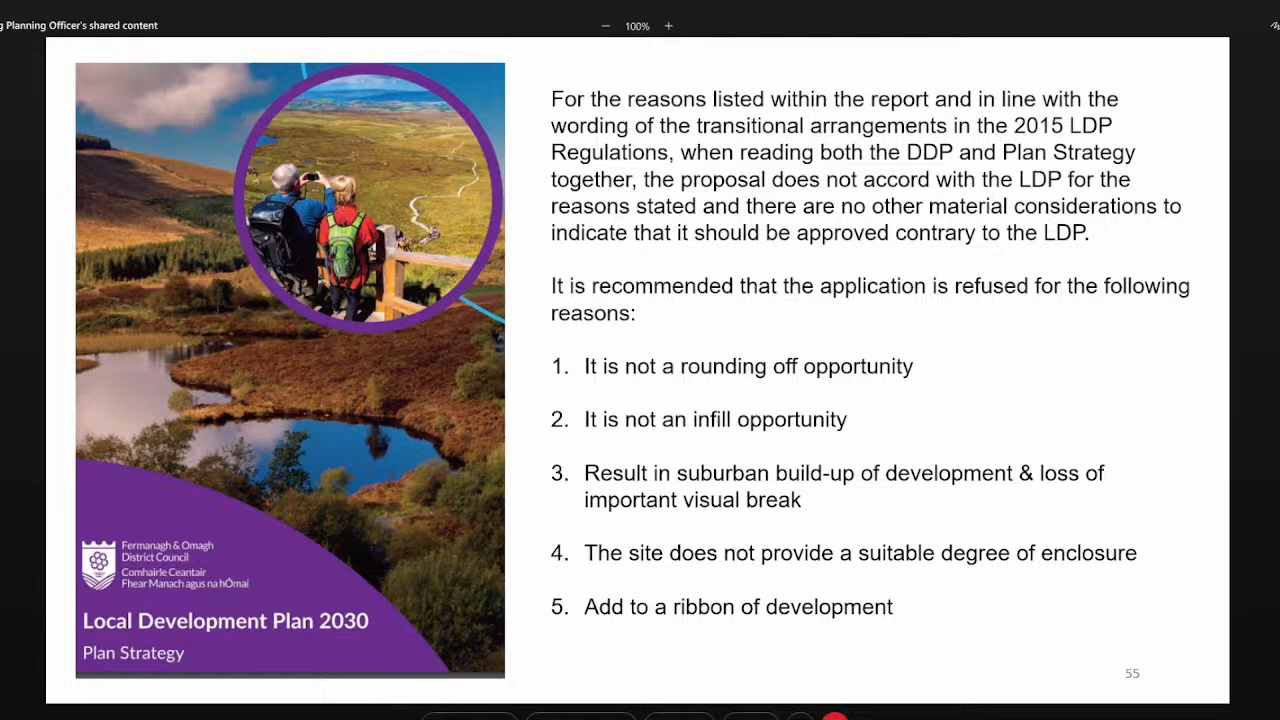 g Planning Officer's shared content
100%
For the reasons listed within the report and in line with the
wording of the transitional arrangements in the 2015 LDP
Regulations, when reading both the DDP and Plan Strategy
together, the proposal does not accord with the LDP for the
reasons stated and there are no other material considerations to
indicate that it should be approved contrary to the LDP.
It is recommended that the application is refused for the following
reasons:
1. It is not a rounding off opportunity
2. It is not an infill opportunity
3. Result in suburban build-up of development & loss of
important visual break
4. The site does not provide a suitable degree of enclosure
5. Add to a ribbon of development
Fermanagh & Omagh
District Council
Comhairle Ceantair
Fhear Manach agus na hÓmaí
Local Development Plan 2030
Plan Strategy
55